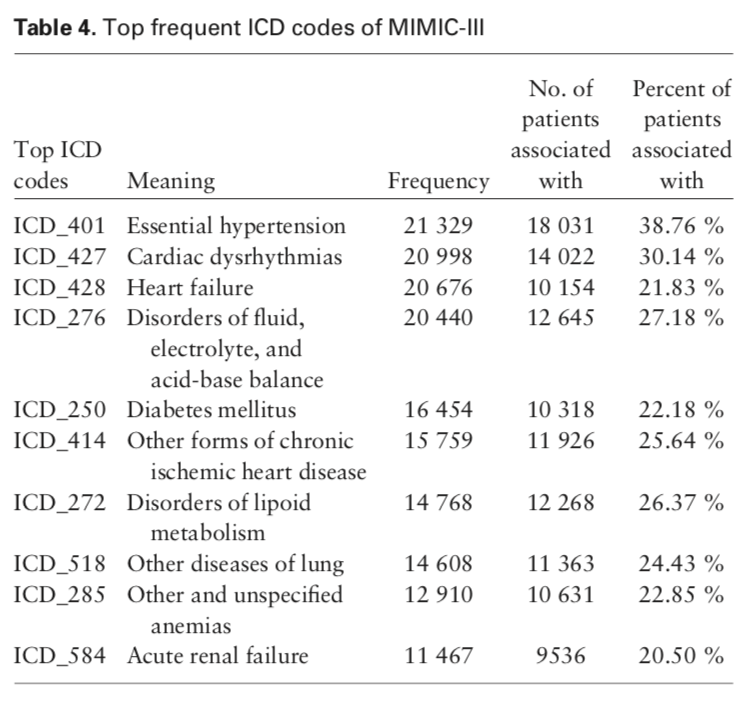 Table 4. Top frequent ICD codes of MIMIC-III
Top ICD codes Meaning Frequency No. of patients associated with Percent of patients associated with
ICD_401 Essential hypertension 21 329 18 031 38.76 %
ICD_427 Cardiac dysrhythmias 20 998 14 022 30.14 %
ICD_428 Heart failure 20 676 10 154 21.83 %
ICD_276 Disorders of fluid, 20 440 12 645 27.18 %
electrolyte, and
acid-base balance
ICD_250 Diabetes mellitus 16 454 10 318 22.18 %
ICD_414 Other forms of chronic 15 759 11 926 25.64 %
ischemic heart disease
ICD_272 Disorders of lipoid 14 768 12 268 26.37 %
metabolism
ICD_518 Other diseases of lung 14 608 11 363 24.43 %
ICD_285 Other and unspecified 12 910 10 631 22.85 %
anemias
ICD_584 Acute renal failure 11 467 9536 20.50 %